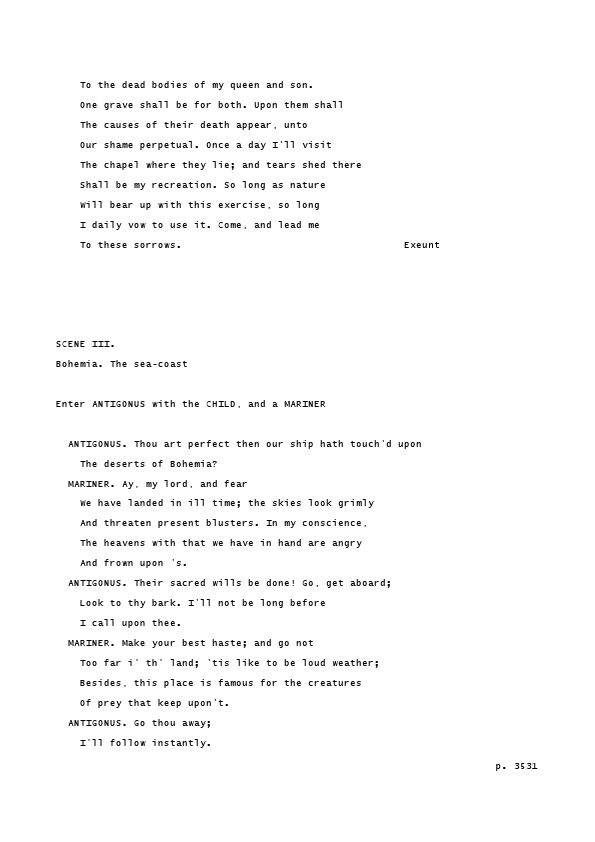 To the dead bodies of my queen and son.
One grave shall be for both. Upon them shall
The causes of their death appear, unto
Our shame perpetual. Once a day I'll visit
The chapel where they lie; and tears shed there
Shall be my recreation. So long as nature
Will bear up with this exercise, so long
I daily vow to use it. Come, and lead me
To these sorrows. Exeunt
SCENE III.
Bohemia. The sea-coast
Enter ANTIGONUS with the CHILD, and a MARINER
ANTIGONUS. Thou art perfect then our ship hath touch'd upon
The deserts of Bohemia?
MARINER. Ay, my lord, and fear
We have landed in ill time; the skies look grimly
And threaten present blusters. In my conscience,
The heavens with that we have in hand are angry
And frown upon 's.
ANTIGONUS. Their sacred wills be done! Go, get aboard;
Look to thy bark. I'll not be long before
I call upon thee.
MARINER. Make your best haste; and go not
Too far i' th' land; 'tis like to be loud weather;
Besides, this place is famous for the creatures
Of prey that keep upon't.
ANTIGONUS. Go thou away;
I'll follow instantly.
p. 3531